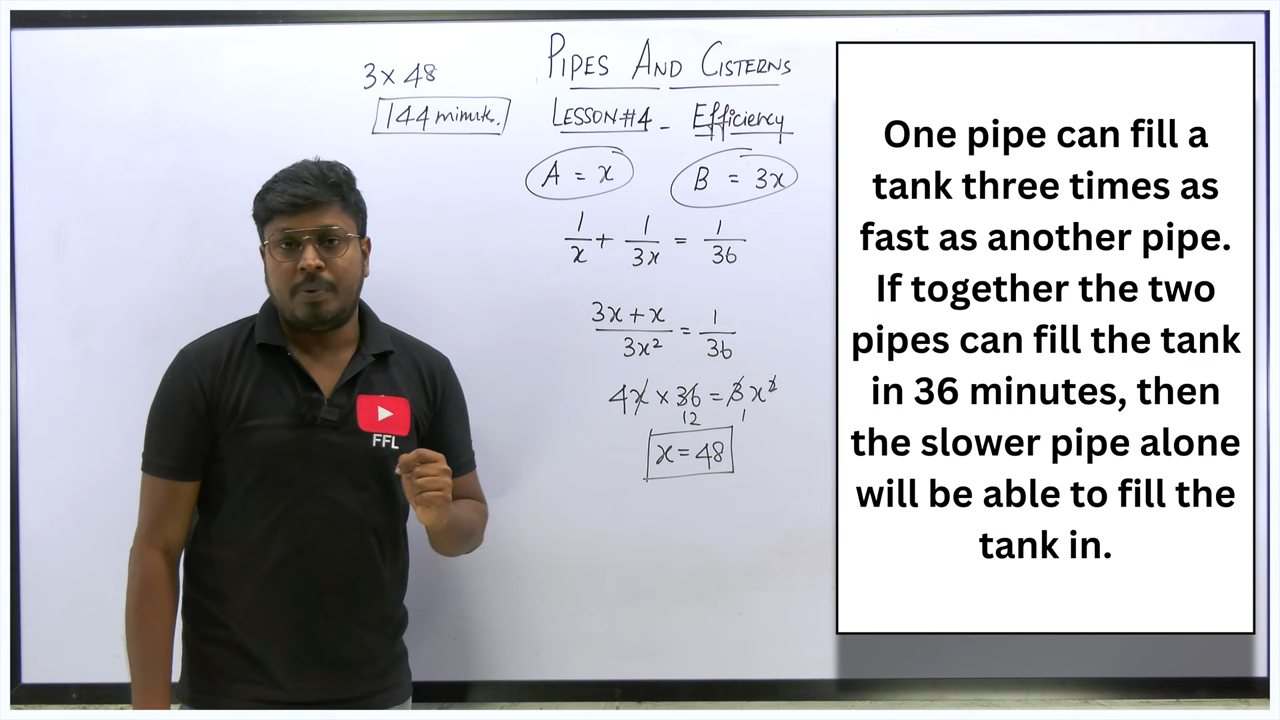 3 × 48
144 minuts.
PIPES AND CISTERNS
LESSON#4 - Efficiency
A = x
B = 3x
1/x + 1/3x = 1/36
3x + x / 3x² = 1/36
4x × 36 = 3x²
12 1
x = 48
FFL
One pipe can fill a
tank three times as
fast as another pipe.
If together the two
pipes can fill the tank
in 36 minutes, then
the slower pipe alone
will be able to fill the
tank in.